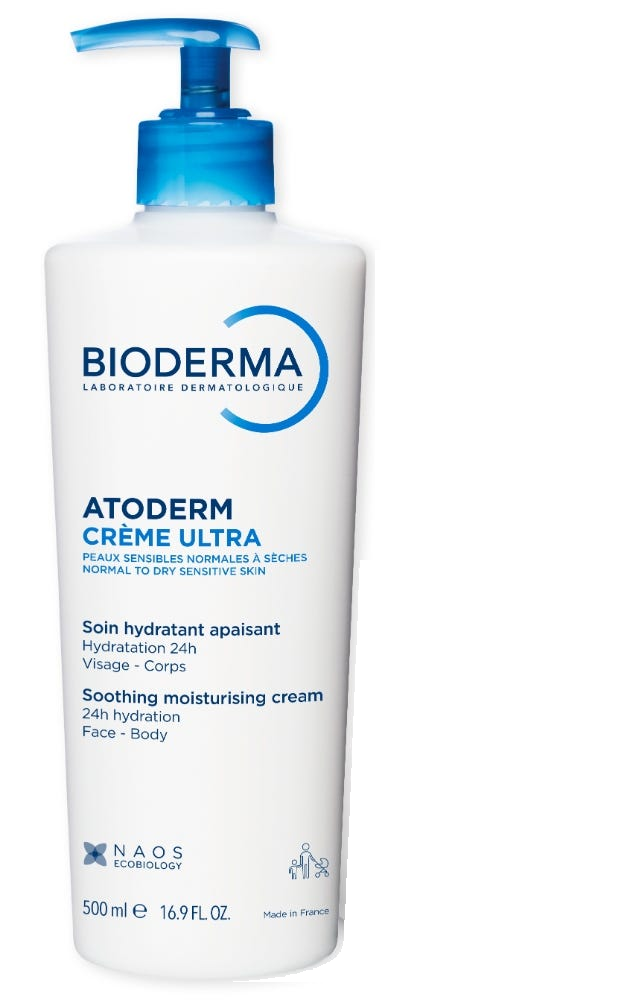 BIODERMA
LABORATOIRE DERMATOLOGIQUE
ATODERM
CRÈME ULTRA
PEAUX SENSIBLES NORMALES À SÈCHES
NORMAL TO DRY SENSITIVE SKIN
Soin hydratant apaisant
Hydratation 24h
Visage - Corps
Soothing moisturising cream
24h hydration
Face - Body
NAOS
ECOBIOLOGY
500 ml ℮ 16.9 FL. OZ.
Made in France